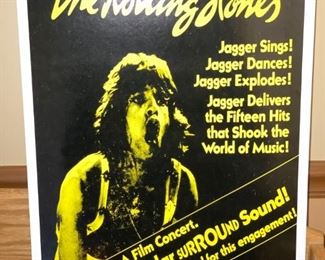 The Rolling Stones
Jagger Sings!
Jagger Dances!
Jagger Explodes!
Jagger Delivers
the Fifteen Hits
that Shook the
World of Music!
A Film Concert.
SURROUND Sound!
for this engagement!